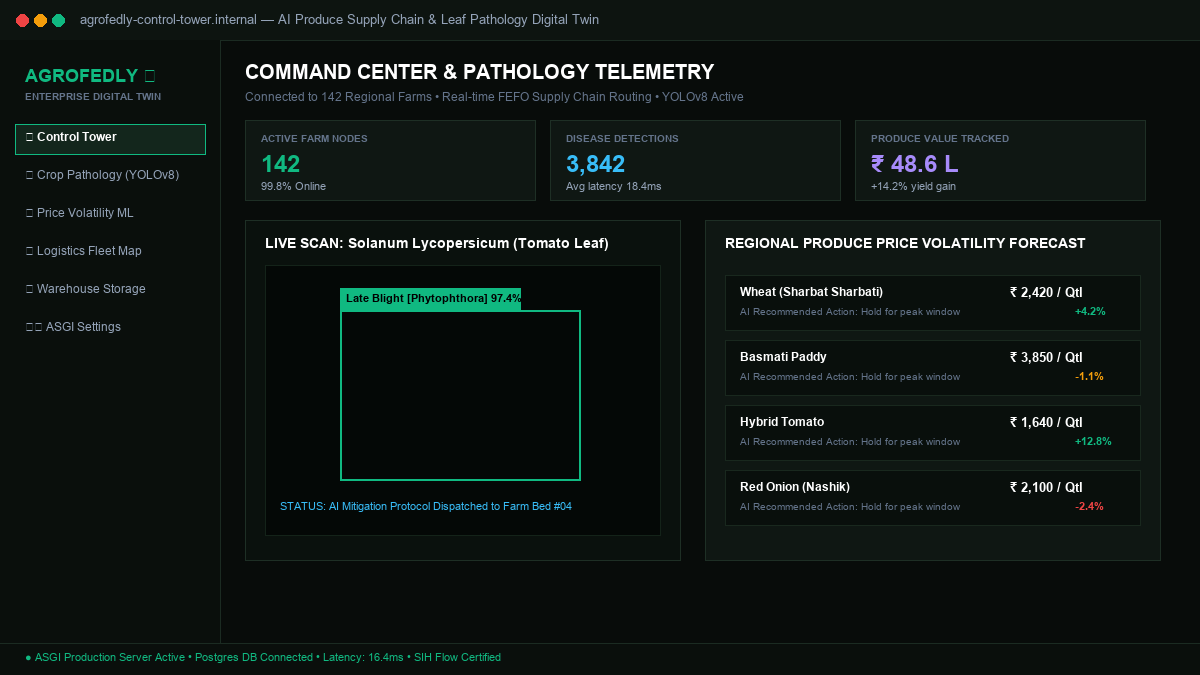 agrofedly-control-tower.internal — AI Produce Supply Chain & Leaf Pathology Digital Twin
AGROFEDLY
ENTERPRISE DIGITAL TWIN
Control Tower
Crop Pathology (YOLOv8)
Price Volatility ML
Logistics Fleet Map
Warehouse Storage
ASGI Settings
COMMAND CENTER & PATHOLOGY TELEMETRY
Connected to 142 Regional Farms • Real-time FEFO Supply Chain Routing • YOLOv8 Active
ACTIVE FARM NODES
142
99.8% Online
DISEASE DETECTIONS
3,842
Avg latency 18.4ms
PRODUCE VALUE TRACKED
₹ 48.6 L
+14.2% yield gain
LIVE SCAN: Solanum Lycopersicum (Tomato Leaf)
Late Blight [Phytophthora] 97.4%
STATUS: AI Mitigation Protocol Dispatched to Farm Bed #04
REGIONAL PRODUCE PRICE VOLATILITY FORECAST
Wheat (Sharbat Sharbati) ₹ 2,420 / Qtl
AI Recommended Action: Hold for peak window +4.2%
Basmati Paddy ₹ 3,850 / Qtl
AI Recommended Action: Hold for peak window -1.1%
Hybrid Tomato ₹ 1,640 / Qtl
AI Recommended Action: Hold for peak window +12.8%
Red Onion (Nashik) ₹ 2,100 / Qtl
AI Recommended Action: Hold for peak window -2.4%
● ASGI Production Server Active • Postgres DB Connected • Latency: 16.4ms • SIH Flow Certified